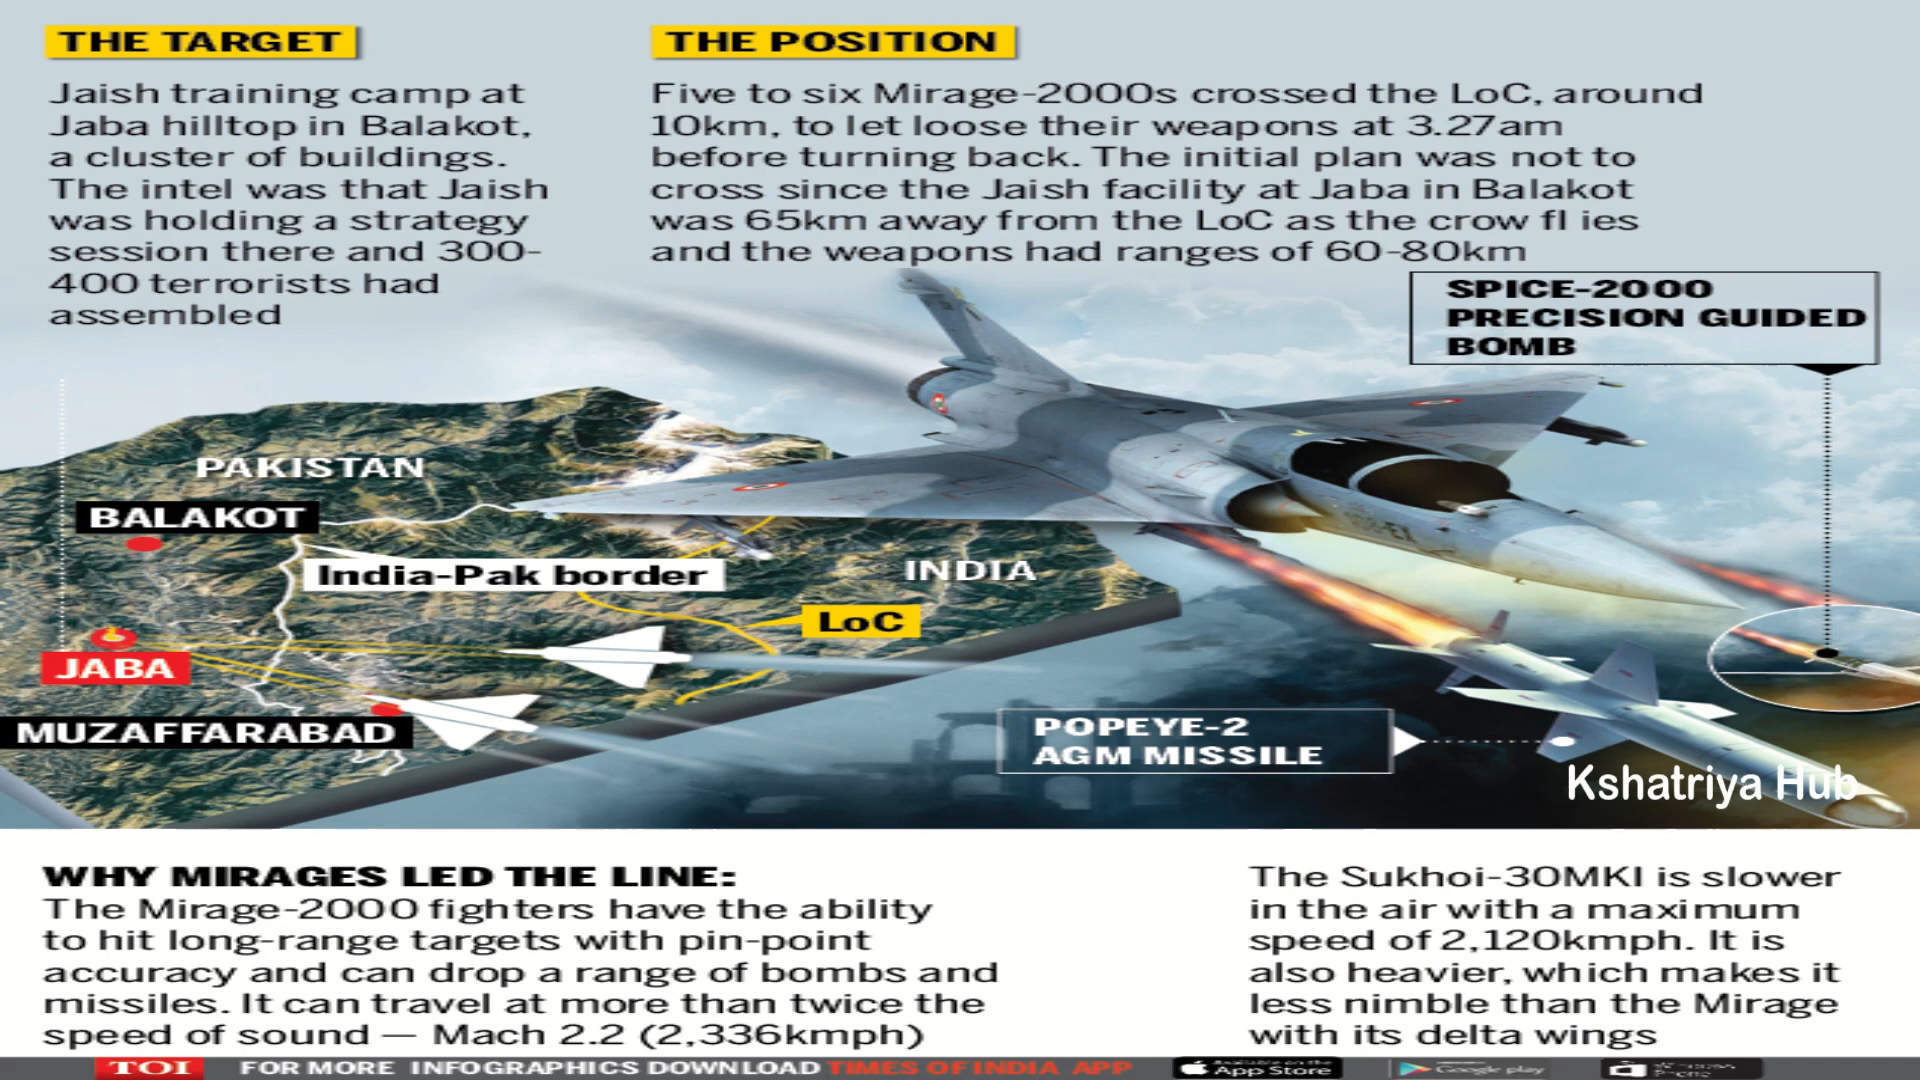 THE TARGET
Jaish training camp at
Jaba hilltop in Balakot,
a cluster of buildings.
The intel was that Jaish
was holding a strategy
session there and 300-
400 terrorists had
assembled
THE POSITION
Five to six Mirage-2000s crossed the LoC, around
10km, to let loose their weapons at 3.27am
before turning back. The initial plan was not to
cross since the Jaish facility at Jaba in Balakot
was 65km away from the LoC as the crow fl ies
and the weapons had ranges of 60-80km
SPICE-2000
PRECISION GUIDED
BOMB
PAKISTAN
BALAKOT
India-Pak border
INDIA
LoC
JABA
MUZAFFARABAD
POPEYE-2
AGM MISSILE
Kshatriya Hub
WHY MIRAGES LED THE LINE:
The Mirage-2000 fighters have the ability
to hit long-range targets with pin-point
accuracy and can drop a range of bombs and
missiles. It can travel at more than twice the
speed of sound — Mach 2.2 (2,336kmph)
The Sukhoi-30MKI is slower
in the air with a maximum
speed of 2,120kmph. It is
also heavier, which makes it
less nimble than the Mirage
with its delta wings
TOI FOR MORE INFOGRAPHICS DOWNLOAD TIMES OF INDIA APP
Available on the
App Store
Google play
Phone